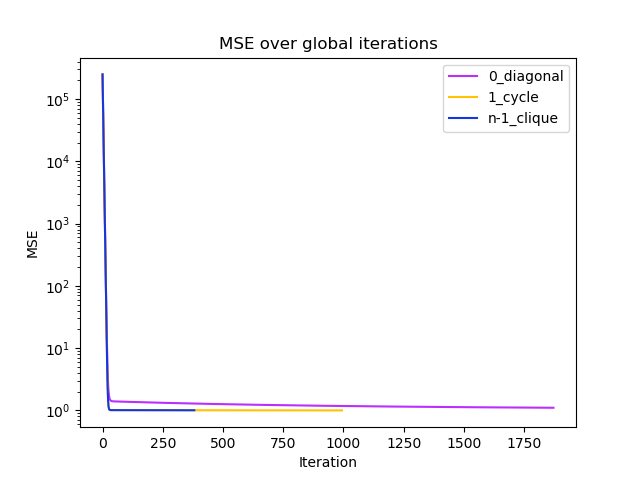 MSE over global iterations
0_diagonal
1_cycle
n-1_clique
10^5
10^4
10^3
10^2
10^1
10^0
MSE
0 250 500 750 1000 1250 1500 1750
Iteration